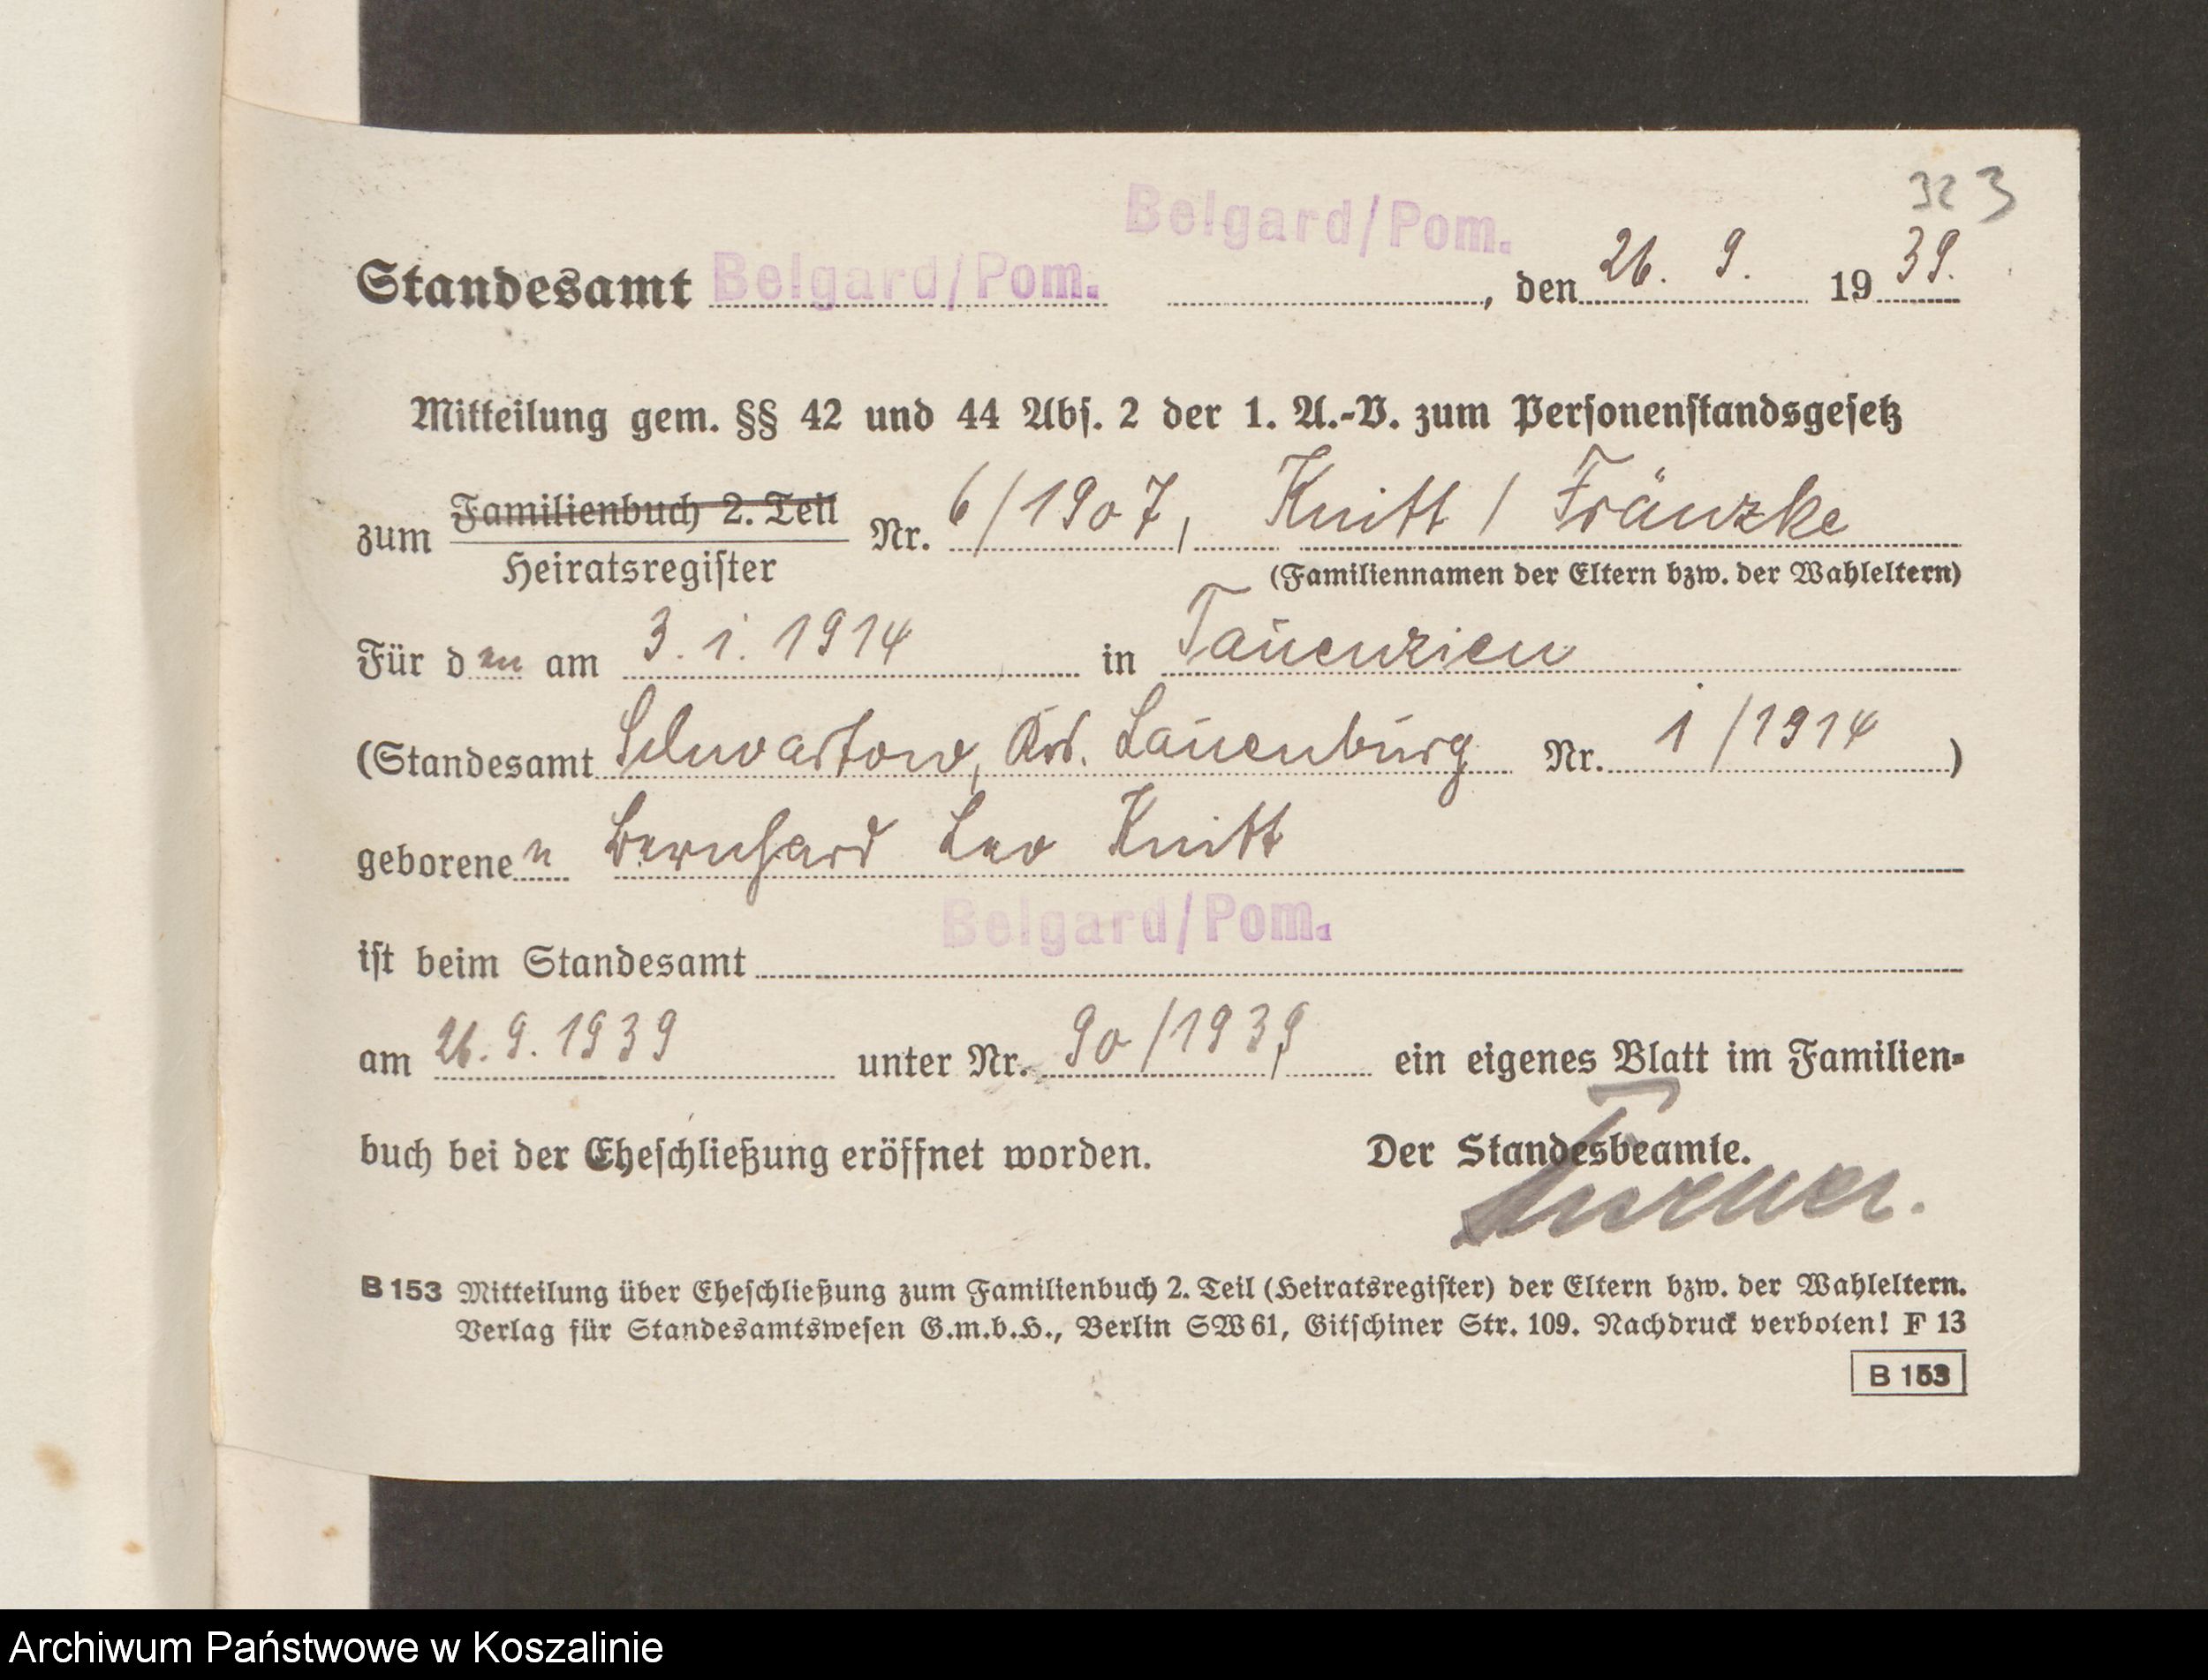 323
Belgard/Pom.
Standesamt Belgard/Pom. , den 26. 9. 1939.
Mitteilung gem. §§ 42 und 44 Abs. 2 der 1. A.-V. zum Personenstandsgesetz
zum Familienbuch 2. Teil Nr. 6/1907, Knitt / Fränzke
Heiratsregister (Familiennamen der Eltern bzw. der Wahleltern)
Für den am 3. 1. 1914 in Tauenzien
(Standesamt Schwartow, Krs. Lauenburg Nr. 1/1914)
geborenen Bernhard Leo Knitt
Belgard/Pom.
ist beim Standesamt
am 26. 9. 1939 unter Nr. 90/1939 ein eigenes Blatt im Familien-
buch bei der Eheschließung eröffnet worden. Der Standesbeamte.
B 153 Mitteilung über Eheschließung zum Familienbuch 2. Teil (Heiratsregister) der Eltern bzw. der Wahleltern.
Verlag für Standesamtswesen G.m.b.H., Berlin SW 61, Gitschiner Str. 109. Nachdruck verboten! F 13
B 153
Archiwum Państwowe w Koszalinie